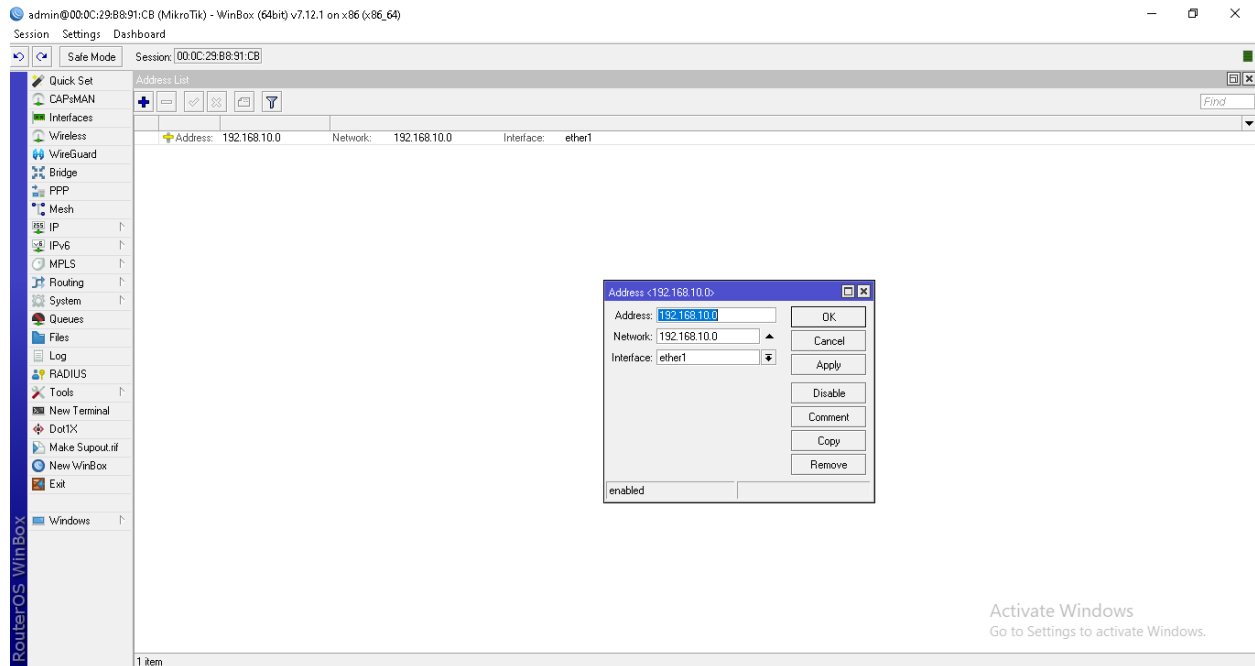 admin@00:0C:29:B8:91:CB (MikroTik) - WinBox (64bit) v7.12.1 on x86 (x86_64)
Session Settings Dashboard
Safe Mode Session: 00:0C:29:B8:91:CB
Quick Set
CAPsMAN
Interfaces
Wireless
WireGuard
Bridge
PPP
Mesh
IP
IPv6
MPLS
Routing
System
Queues
Files
Log
RADIUS
Tools
New Terminal
Dot1X
Make Supout.rif
New WinBox
Exit
Windows
RouterOS WinBox
Address List
Find
Address: 192.168.10.0 Network: 192.168.10.0 Interface: ether1
Address <192.168.10.0>
Address: 192.168.10.0
Network: 192.168.10.0
Interface: ether1
OK
Cancel
Apply
Disable
Comment
Copy
Remove
enabled
Activate Windows
Go to Settings to activate Windows.
1 item